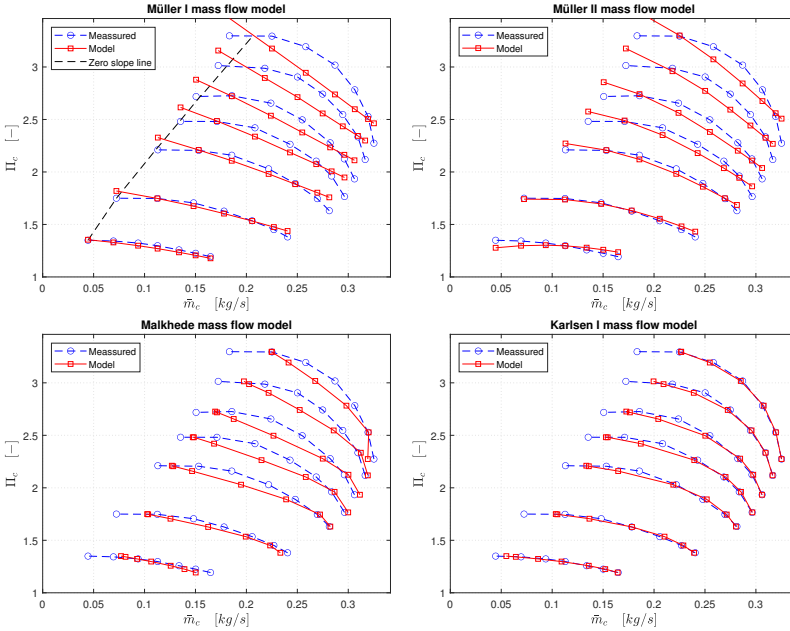 Müller I mass flow model
Meassured
Model
Zero slope line
Π_c [−]
3
2.5
2
1.5
1
0
0.05
0.1
0.15
0.2
0.25
0.3
m̄_c [kg/s]
Müller II mass flow model
Meassured
Model
Π_c [−]
3
2.5
2
1.5
1
0
0.05
0.1
0.15
0.2
0.25
0.3
m̄_c [kg/s]
Malkhede mass flow model
Meassured
Model
Π_c [−]
3
2.5
2
1.5
1
0
0.05
0.1
0.15
0.2
0.25
0.3
m̄_c [kg/s]
Karlsen I mass flow model
Meassured
Model
Π_c [−]
3
2.5
2
1.5
1
0
0.05
0.1
0.15
0.2
0.25
0.3
m̄_c [kg/s]